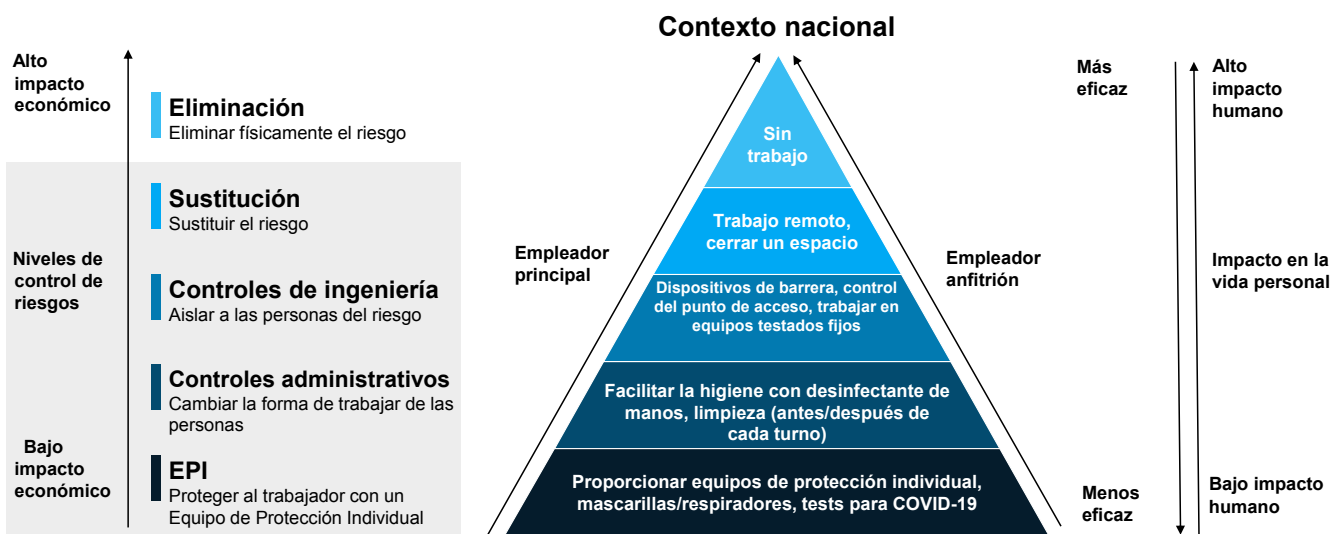 Contexto nacional
Alto
impacto
económico
Eliminación
Eliminar físicamente el riesgo
Sustitución
Sustituir el riesgo
Niveles de
control de
riesgos
Controles de ingeniería
Aislar a las personas del riesgo
Controles administrativos
Cambiar la forma de trabajar de las
personas
Bajo
impacto
económico
EPI
Proteger al trabajador con un
Equipo de Protección Individual
Empleador
principal
Sin
trabajo
Trabajo remoto,
cerrar un espacio
Dispositivos de barrera, control
del punto de acceso, trabajar en
equipos testados fijos
Facilitar la higiene con desinfectante de
manos, limpieza (antes/después de
cada turno)
Proporcionar equipos de protección individual,
mascarillas/respiradores, tests para COVID-19
Empleador
anfitrión
Más
eficaz
Menos
eficaz
Alto
impacto
humano
Impacto en la
vida personal
Bajo impacto
humano